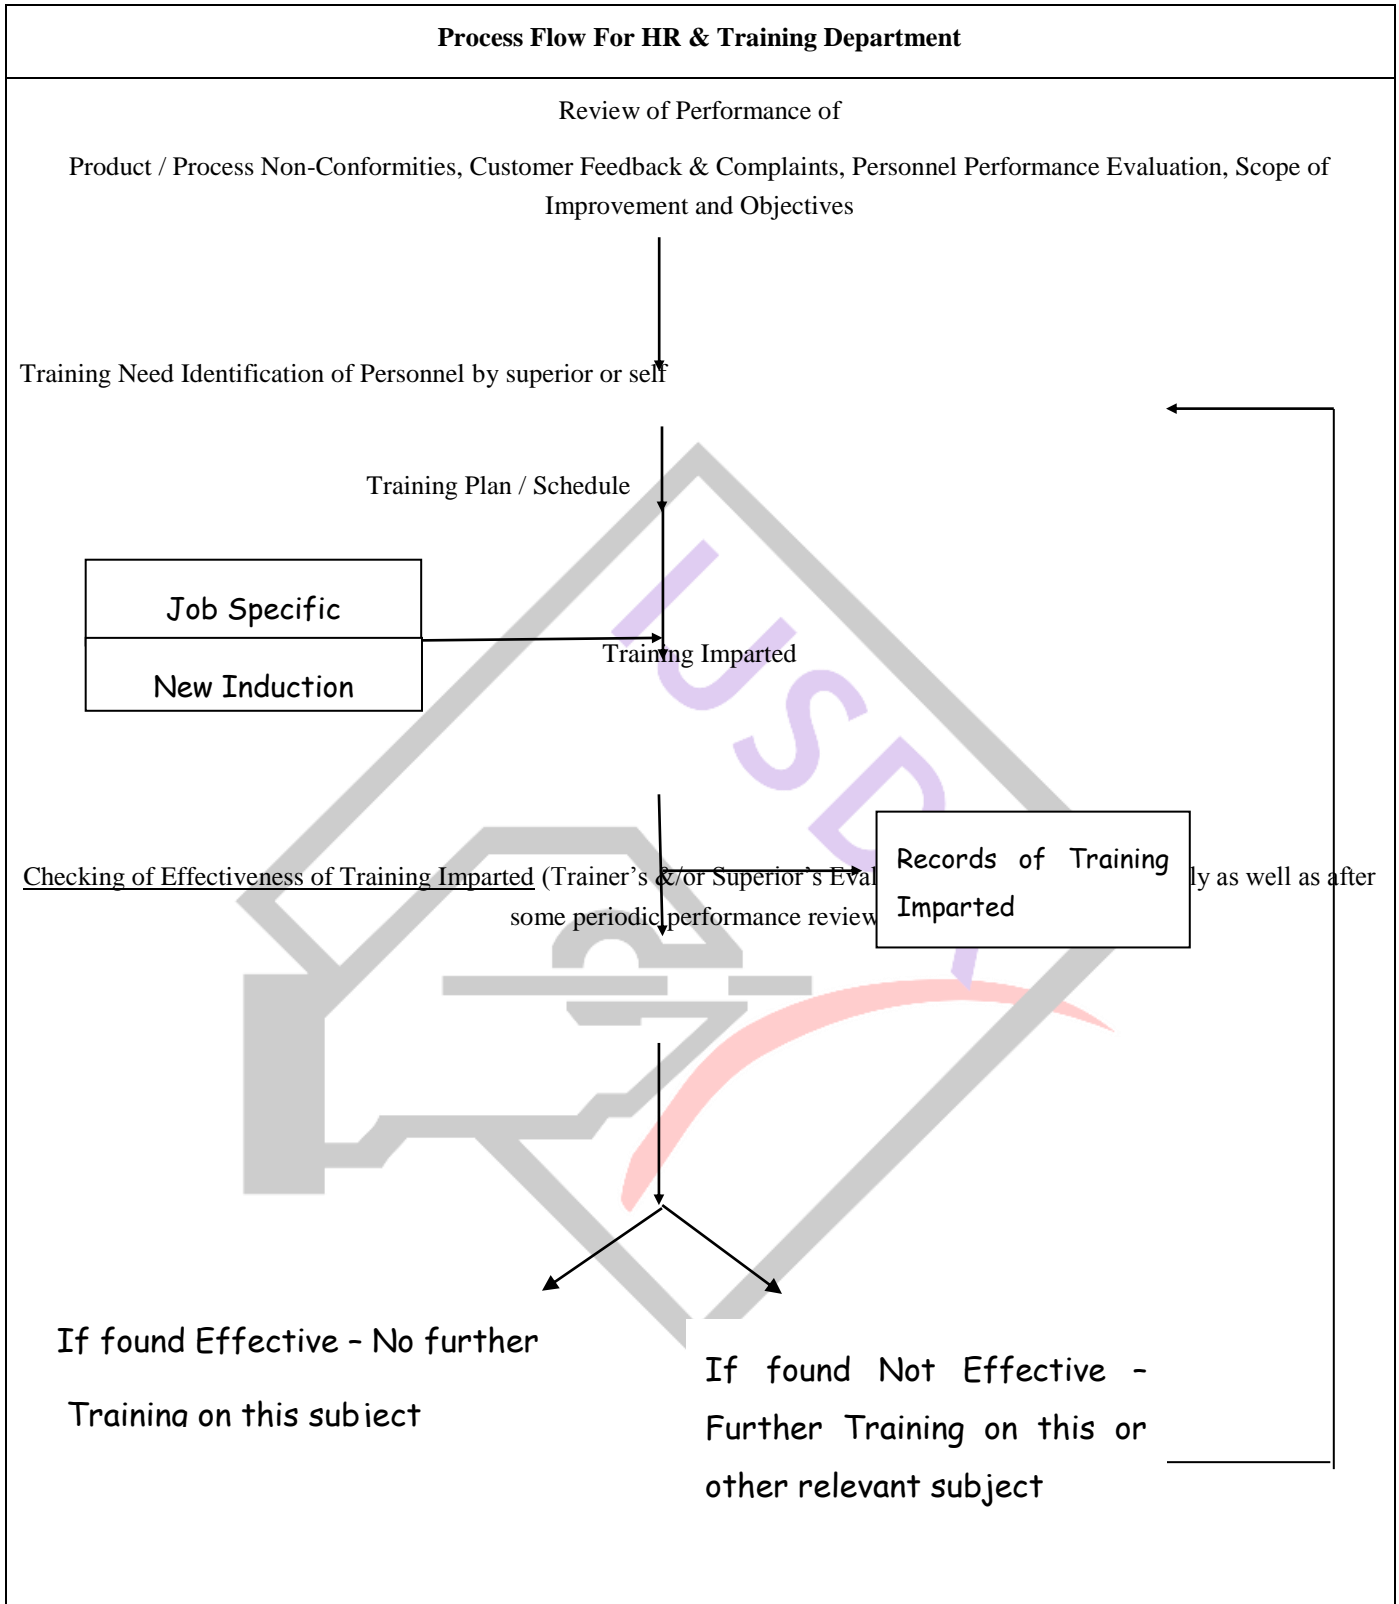 Process Flow For HR & Training Department
Review of Performance of
Product / Process Non-Conformities, Customer Feedback & Complaints, Personnel Performance Evaluation, Scope of
Improvement and Objectives
Training Need Identification of Personnel by superior or self
Training Plan / Schedule
Job Specific
New Induction
Training Imparted
Checking of Effectiveness of Training Imparted (Trainer's &/or Superior's Eval ly as well as after
some periodic performance review
Records of Training
Imparted
If found Effective – No further
Training on this subject
If found Not Effective –
Further Training on this or
other relevant subject
IJSDR